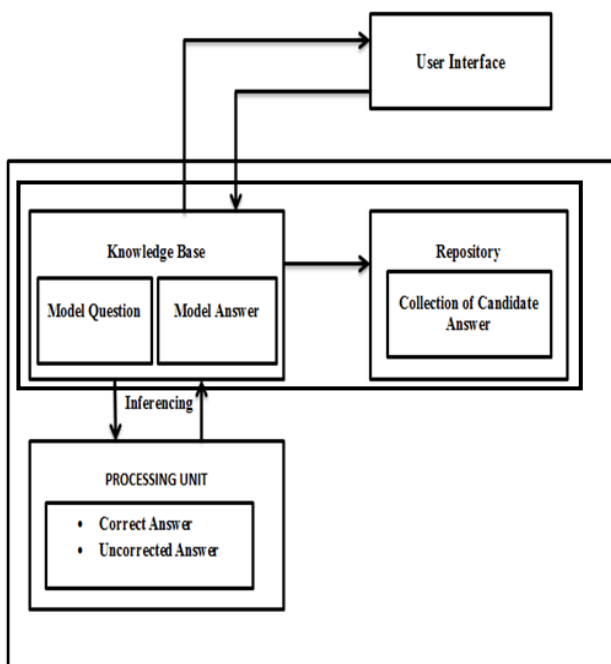 User Interface
Knowledge Base
Model Question
Model Answer
Repository
Collection of Candidate
Answer
Inferencing
PROCESSING UNIT
• Correct Answer
• Uncorrected Answer